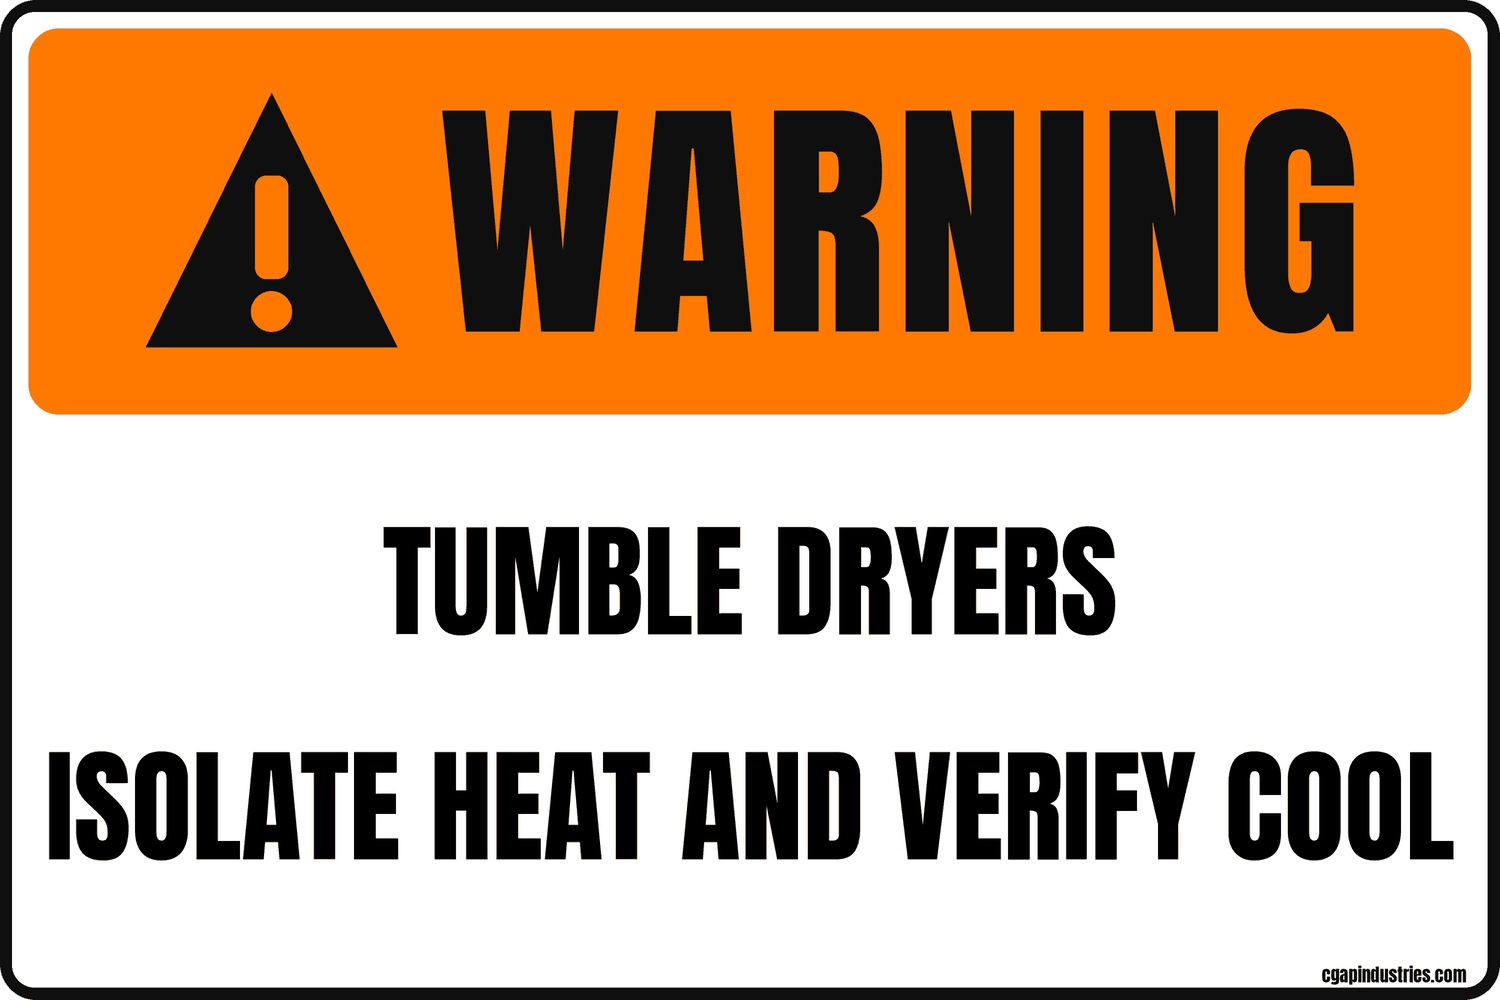 WARNING
TUMBLE DRYERS
ISOLATE HEAT AND VERIFY COOL
cgapindustries.com